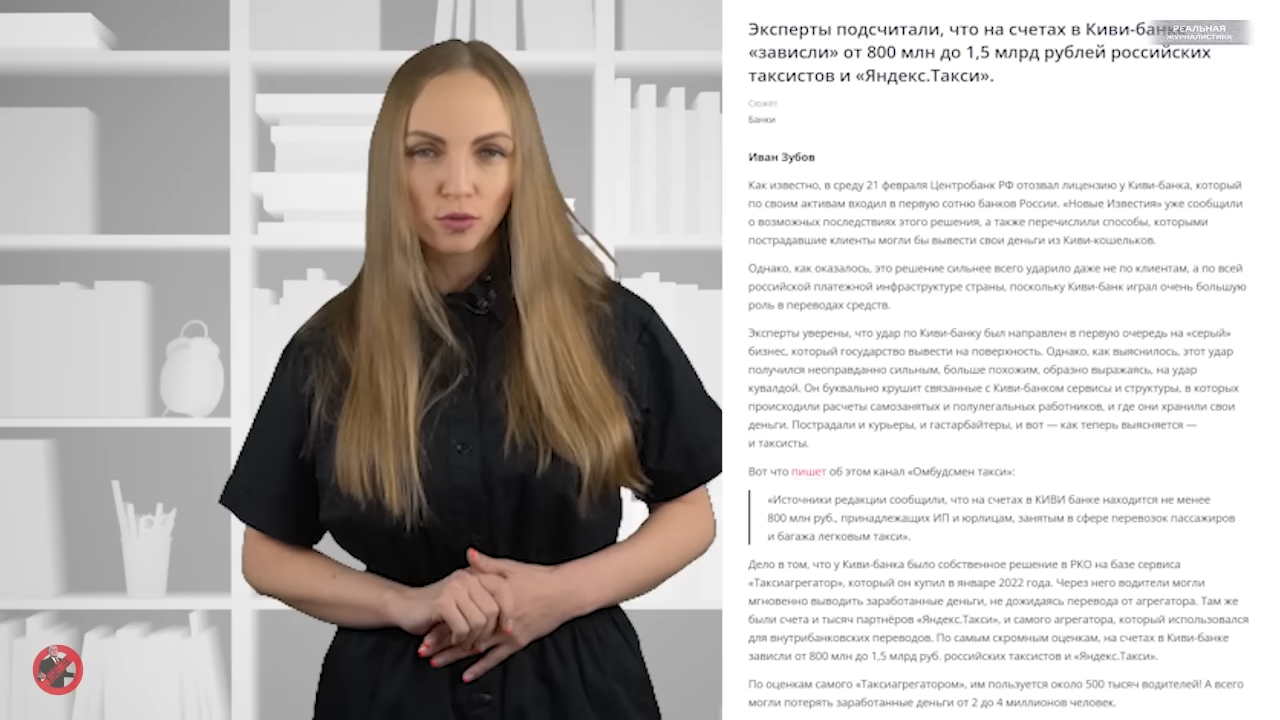 Эксперты подсчитали, что на счетах в Киви-банке
«зависли» от 800 млн до 1,5 млрд рублей российских
таксистов и «Яндекс.Такси».
РЕАЛЬНАЯ
ЖУРНАЛИСТИКА
Сюжет
Банки
Иван Зубов
Как известно, в среду 21 февраля Центробанк РФ отозвал лицензию у Киви-банка, который
по своим активам входил в первую сотню банков России. «Новые Известия» уже сообщили
о возможных последствиях этого решения, а также перечислили способы, которыми
пострадавшие клиенты могли бы вывести свои деньги из Киви-кошельков.
Однако, как оказалось, это решение сильнее всего ударило даже не по клиентам, а по всей
российской платежной инфраструктуре страны, поскольку Киви-банк играл очень большую
роль в переводах средств.
Эксперты уверены, что удар по Киви-банку был направлен в первую очередь на «серый»
бизнес, который государство вывести на поверхность. Однако, как выяснилось, этот удар
получился неоправданно сильным, больше похожим, образно выражаясь, на удар
кувалдой. Он буквально крушит связанные с Киви-банком сервисы и структуры, в которых
происходили расчеты самозанятых и полулегальных работников, и где они хранили свои
деньги. Пострадали и курьеры, и гастарбайтеры, и вот — как теперь выясняется —
и таксисты.
Вот что пишет об этом канал «Омбудсмен такси»:
«Источники редакции сообщили, что на счетах в КИВИ банке находится не менее
800 млн руб., принадлежащих ИП и юрлицам, занятым в сфере перевозок пассажиров
и багажа легковым такси».
Дело в том, что у Киви-банка было собственное решение в РКО на базе сервиса
«Таксиагрегатор», который он купил в январе 2022 года. Через него водители могли
мгновенно выводить заработанные деньги, не дожидаясь перевода от агрегатора. Там же
были счета и тысяч партнёров «Яндекс.Такси», и самого агрегатора, который использовался
для внутрибанковских переводов. По самым скромным оценкам, на счетах в Киви-банке
зависли от 800 млн до 1,5 млрд руб. российских таксистов и «Яндекс.Такси».
По оценкам самого «Таксиагрегатором», им пользуется около 500 тысяч водителей! А всего
могли потерять заработанные деньги от 2 до 4 миллионов человек.